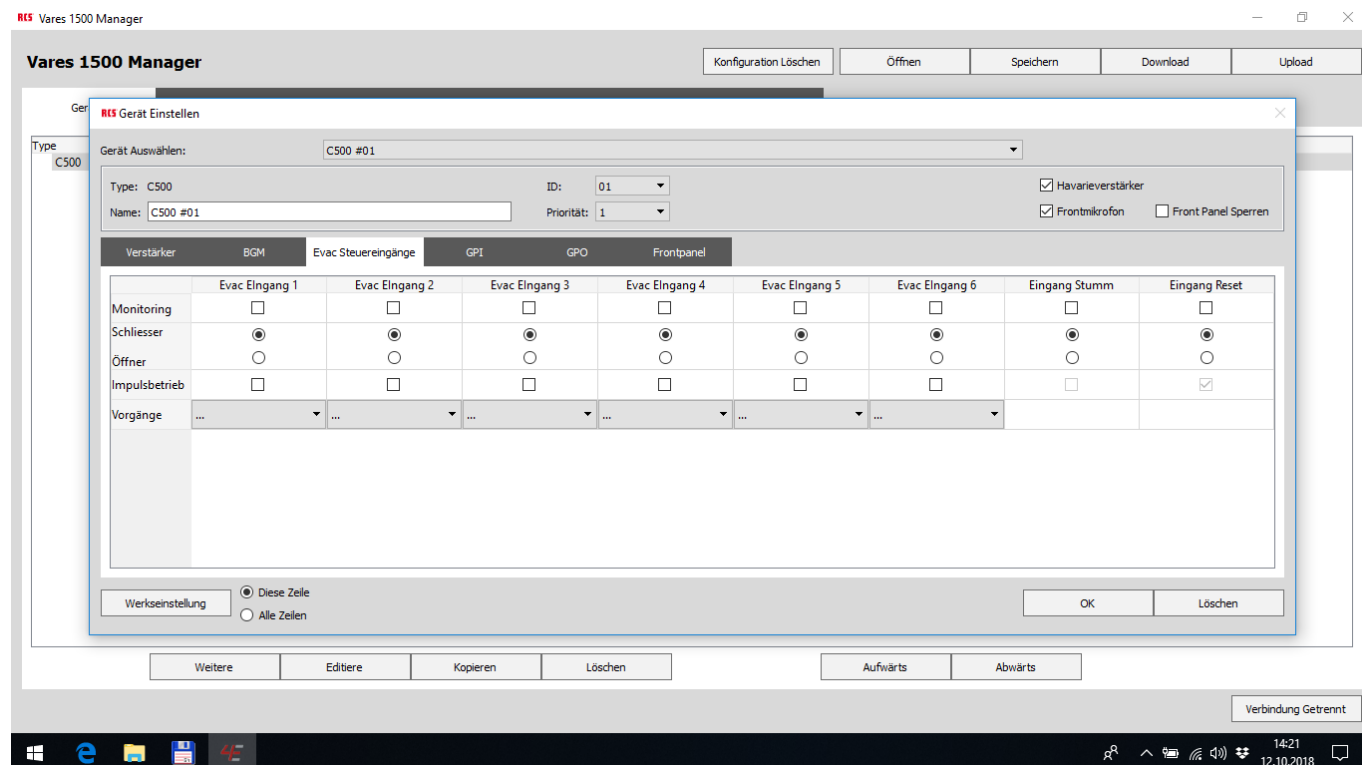 RCS Vares 1500 Manager
Vares 1500 Manager
Konfiguration Löschen Öffnen Speichern Download Upload
Ger
RCS Gerät Einstellen
Type
C500
Gerät Auswählen: C500 #01
Type: C500 ID: 01 Havarieverstärker
Name: C500 #01 Priorität: 1 Frontmikrofon Front Panel Sperren
Verstärker BGM Evac Steuereingänge GPI GPO Frontpanel
Evac EIngang 1 Evac EIngang 2 Evac EIngang 3 Evac EIngang 4 Evac EIngang 5 Evac EIngang 6 Eingang Stumm Eingang Reset
Monitoring
Schliesser
Öffner
Impulsbetrieb
Vorgänge ... ... ... ... ... ...
Werkseinstellung Diese Zeile OK Löschen
Alle Zeilen
Weitere Editiere Kopieren Löschen Aufwärts Abwärts
Verbindung Getrennt
4E 14:21
12.10.2018